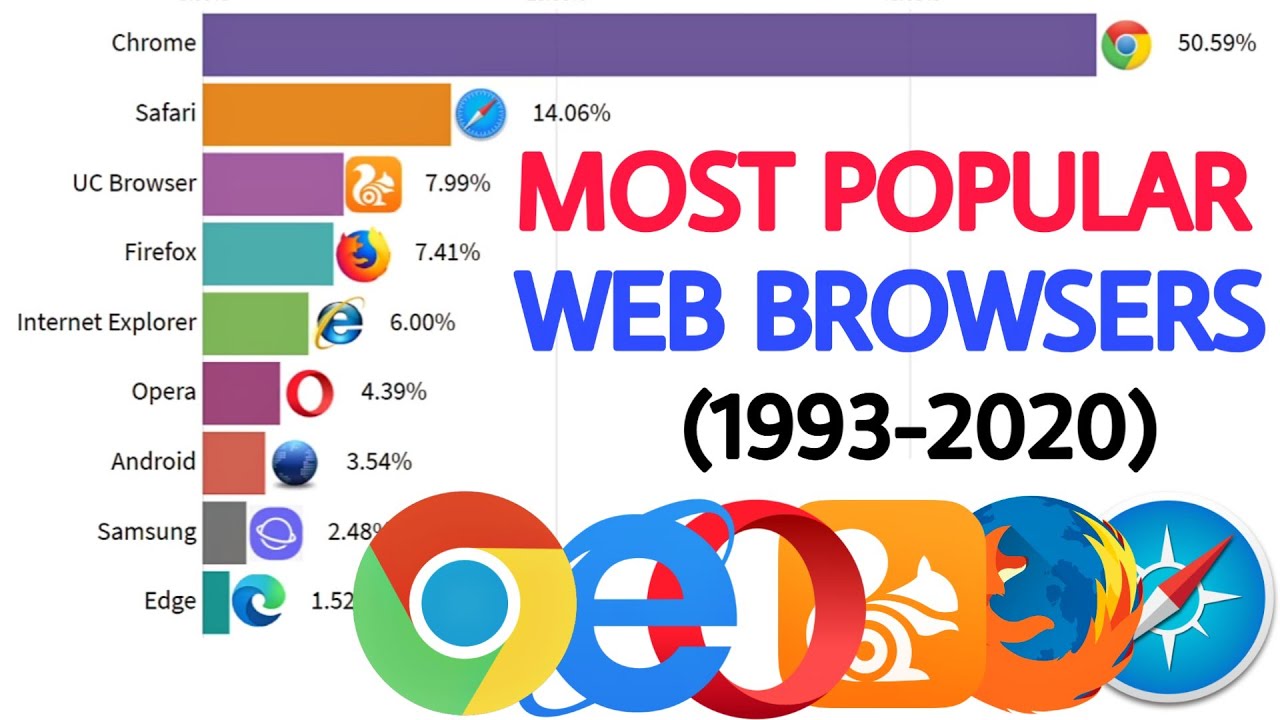 Chrome 50.59%
Safari 14.06%
UC Browser 7.99%
MOST POPULAR
Firefox 7.41%
WEB BROWSERS
Internet Explorer 6.00%
Opera 4.39%
(1993-2020)
Android 3.54%
Samsung 2.48%
Edge 1.52